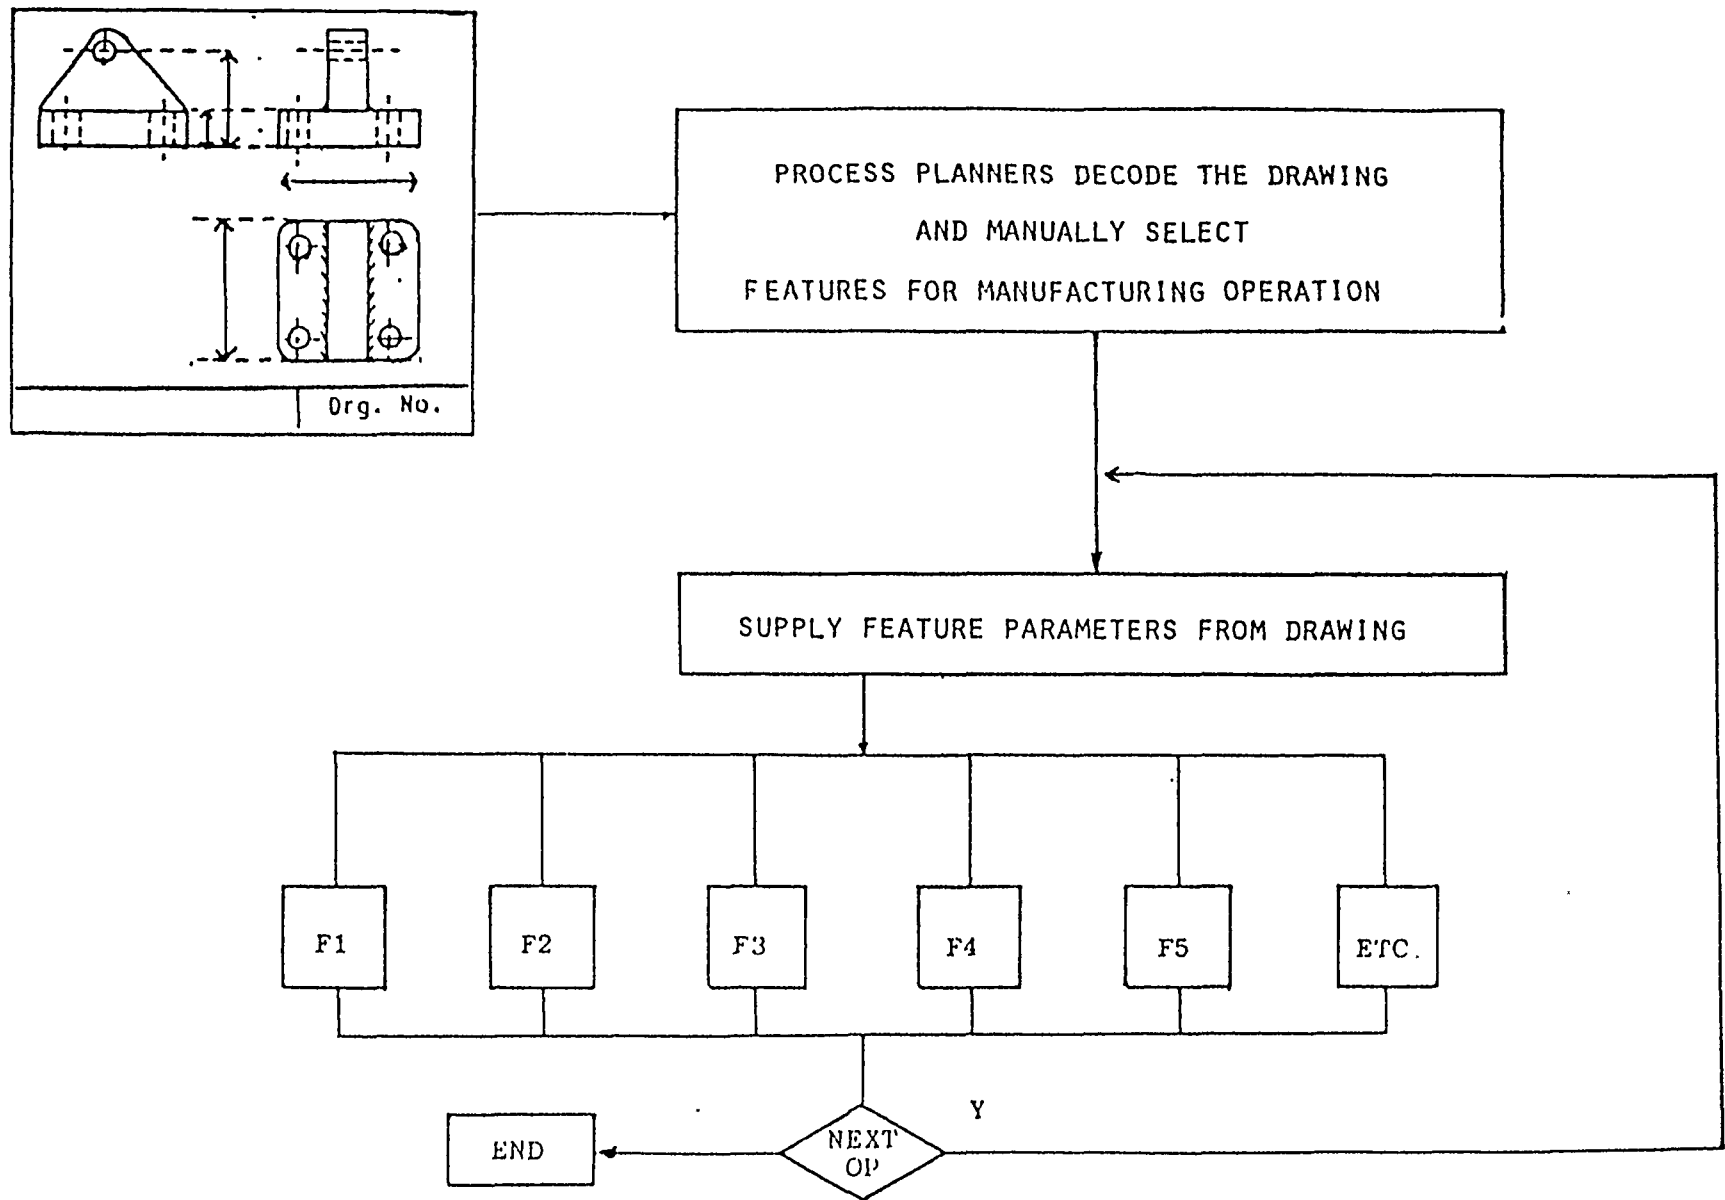 Drg. No.
PROCESS PLANNERS DECODE THE DRAWING
AND MANUALLY SELECT
FEATURES FOR MANUFACTURING OPERATION
SUPPLY FEATURE PARAMETERS FROM DRAWING
F1
F2
F3
F4
F5
ETC.
Y
NEXT
OP
END